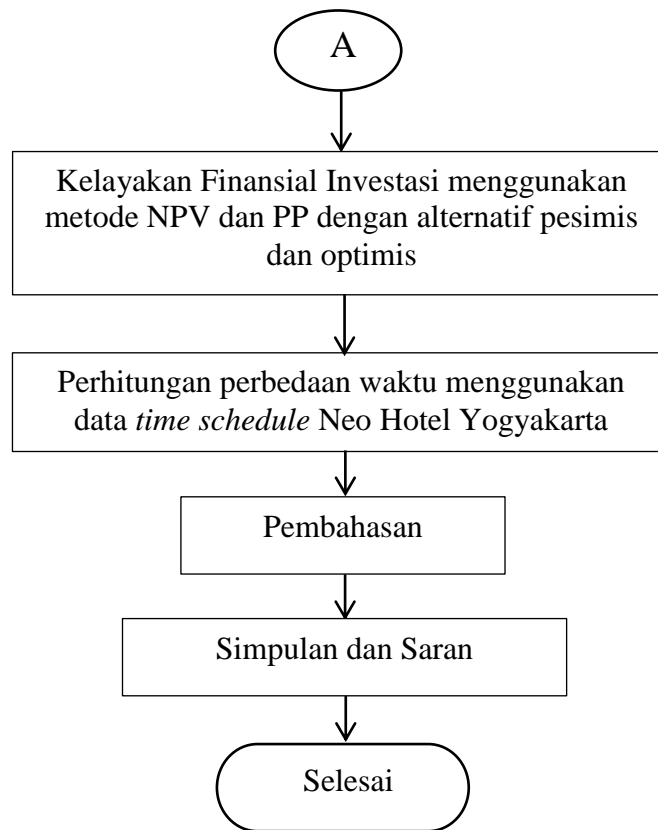 A
Kelayakan Finansial Investasi menggunakan
metode NPV dan PP dengan alternatif pesimis
dan optimis
Perhitungan perbedaan waktu menggunakan
data time schedule Neo Hotel Yogyakarta
Pembahasan
Simpulan dan Saran
Selesai